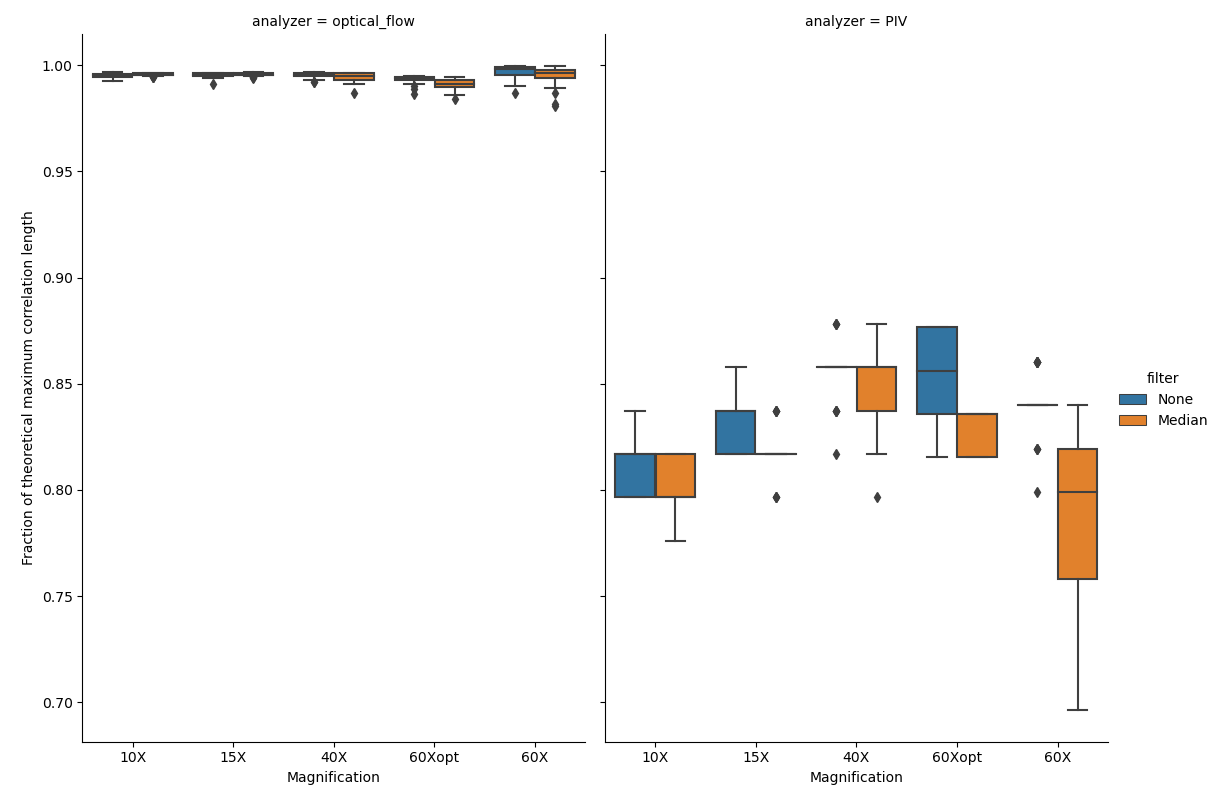 analyzer = optical_flow
analyzer = PIV
Fraction of theoretical maximum correlation length
1.00
0.95
0.90
0.85
0.80
0.75
0.70
10X 15X 40X 60Xopt 60X
Magnification
10X 15X 40X 60Xopt 60X
Magnification
filter
None
Median